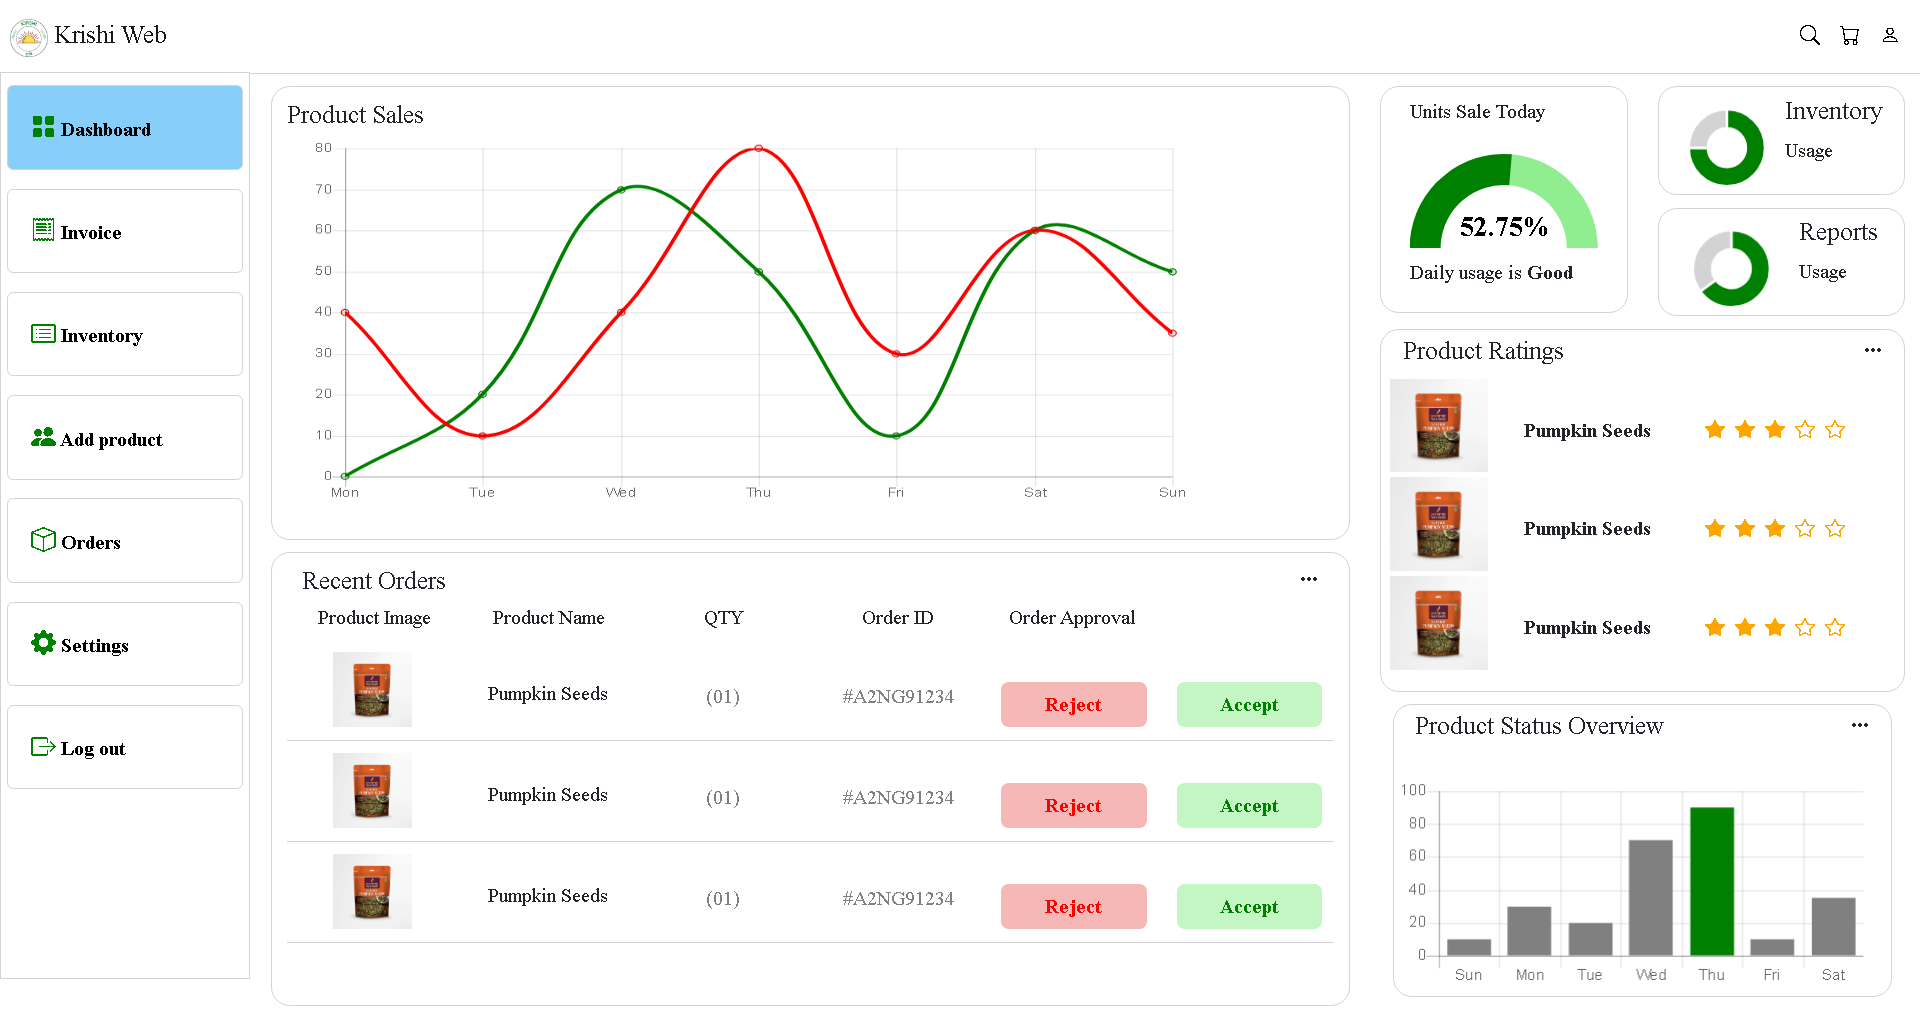 Krishi Web
Dashboard
Invoice
Inventory
Add product
Orders
Settings
Log out
Product Sales
80
70
60
50
40
30
20
10
0
Mon Tue Wed Thu Fri Sat Sun
Recent Orders
Product Image Product Name QTY Order ID Order Approval
Pumpkin Seeds (01) #A2NG91234 Reject Accept
Pumpkin Seeds (01) #A2NG91234 Reject Accept
Pumpkin Seeds (01) #A2NG91234 Reject Accept
Units Sale Today
52.75%
Daily usage is Good
Inventory
Usage
Reports
Usage
Product Ratings
Pumpkin Seeds
Pumpkin Seeds
Pumpkin Seeds
Product Status Overview
100
80
60
40
20
0
Sun Mon Tue Wed Thu Fri Sat